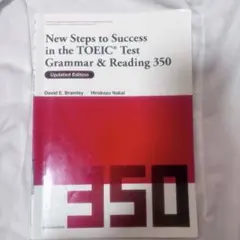 New Steps to Success
in the TOEIC® Test
Grammar & Reading 350
Updated Edition
David E. Bramley / Hirokazu Nakai
350